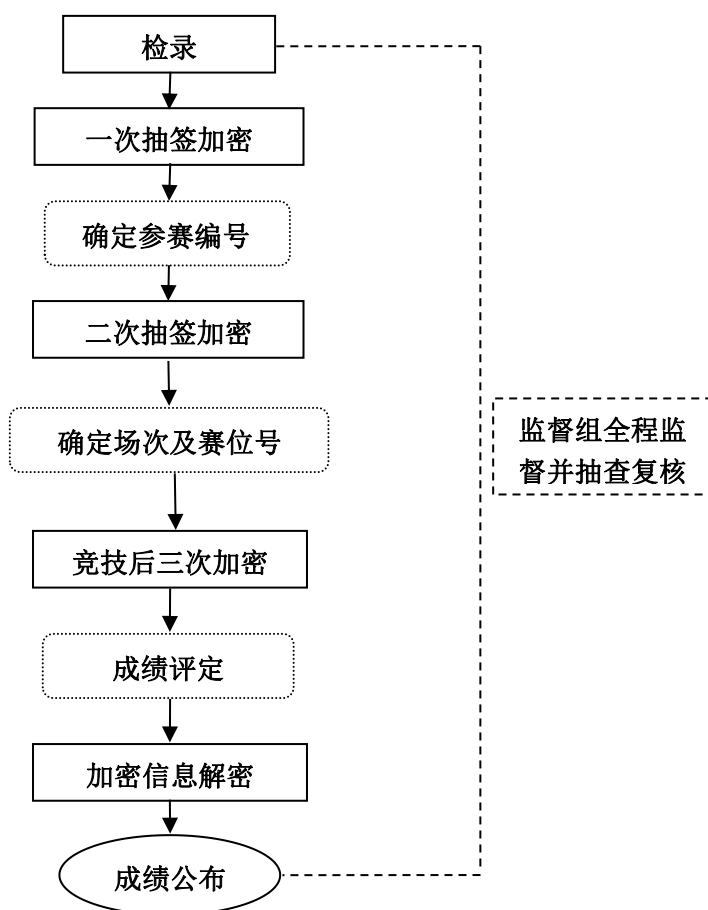 检录
一次抽签加密
确定参赛编号
二次抽签加密
确定场次及赛位号
监督组全程监
督并抽查复核
竞技后三次加密
成绩评定
加密信息解密
成绩公布